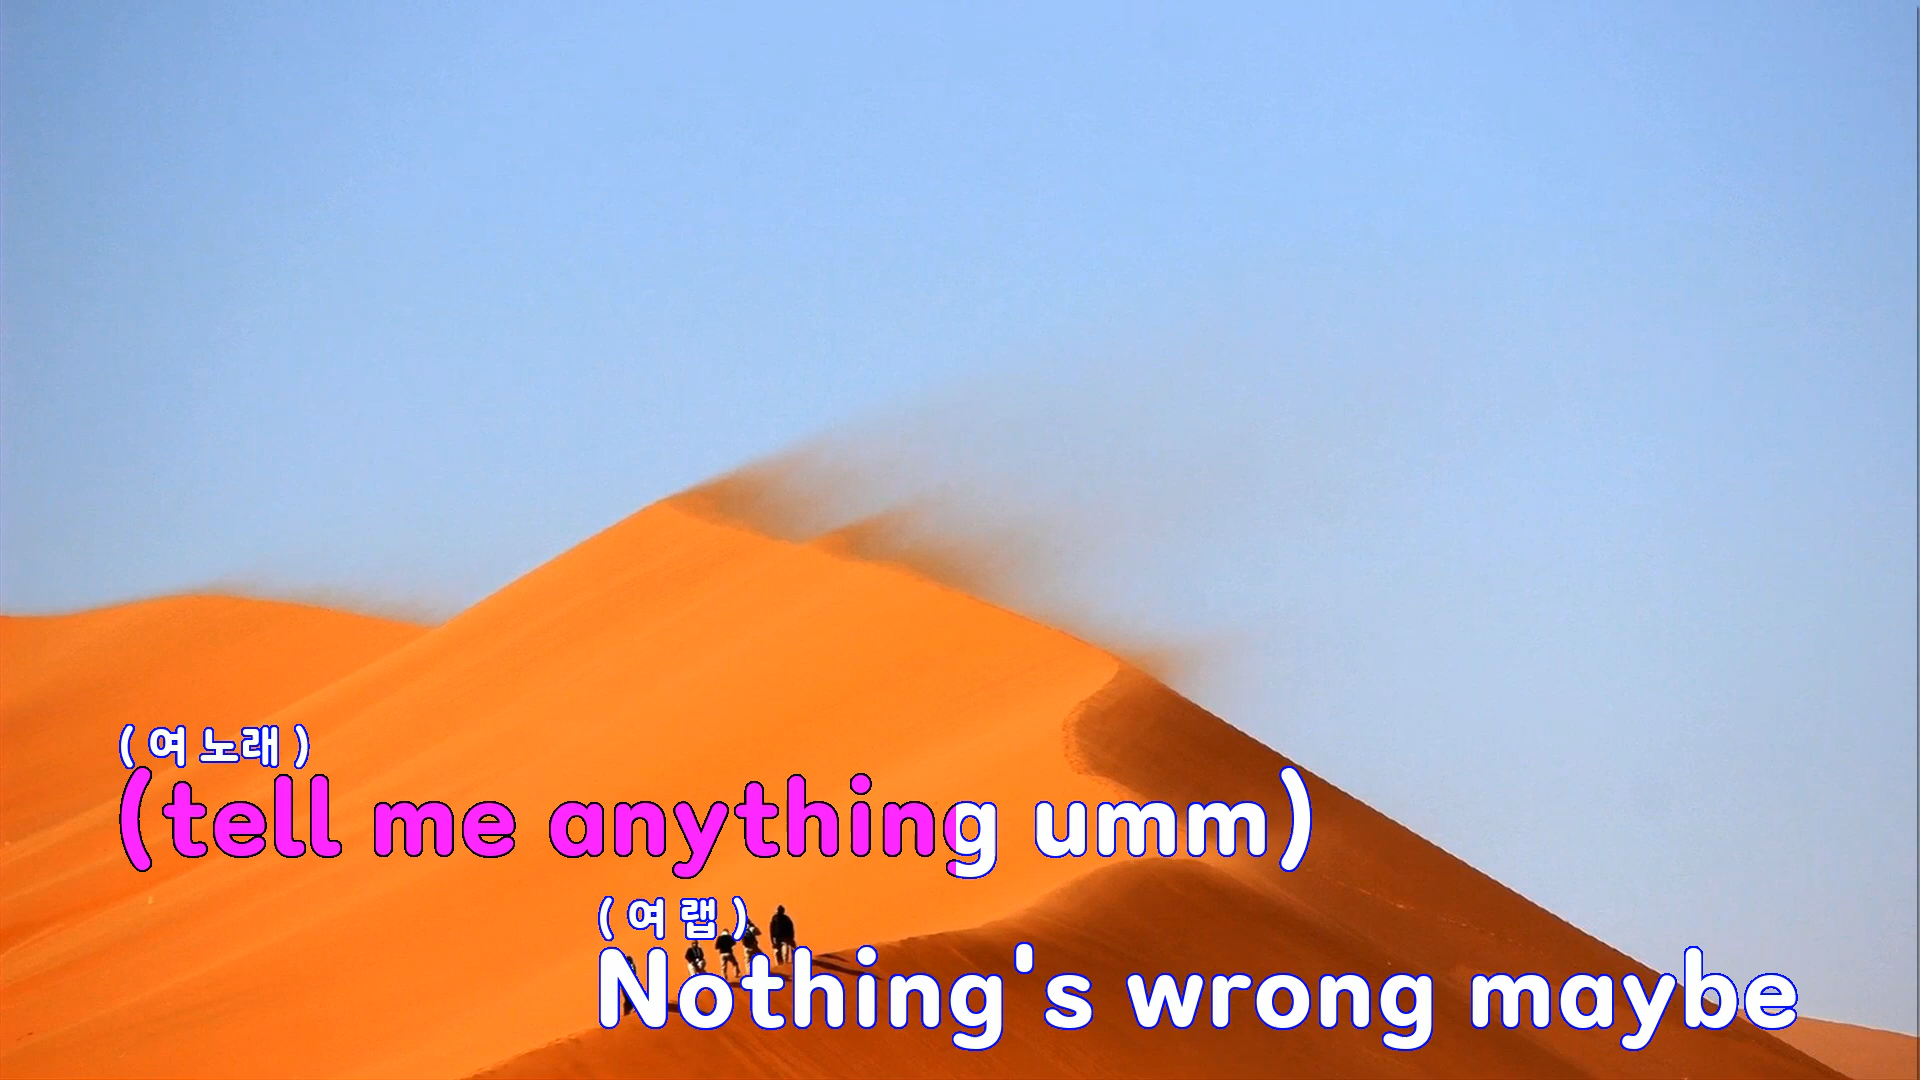 ( 여 노래 )
(tell me anything umm)
( 여 랩 )
Nothing's wrong maybe